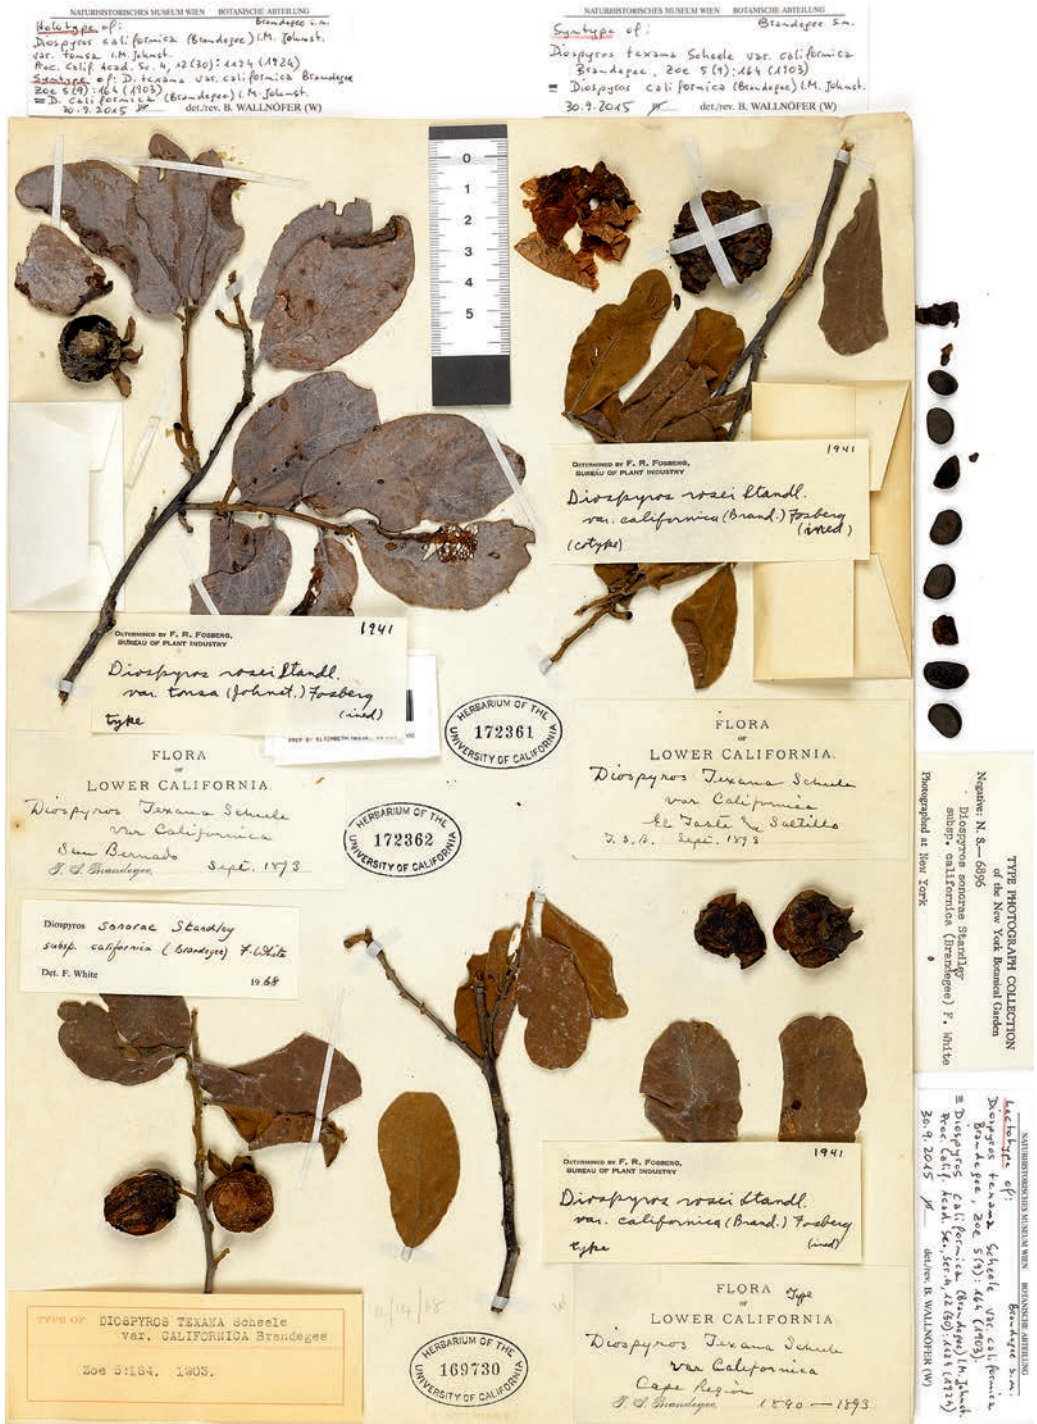 NATURHISTORISCHES MUSEUM WIEN BOTANISCHE ABTEILUNG
Holotype of: Brandegee s.n.
Diospyros californica (Brandegee) I.M. Johnst.
var. tonsa I.M. Johnst.
Proc. Calif. Acad. Sc. 4, 12(30): 1124 (1924)
Syntype of: D. texana var. californica Brandegee
Zoe 5(9): 164 (1903)
≡ D. californica (Brandegee) I.M. Johnst.
30.9.2015 det./rev. B. WALLNÖFER (W)
NATURHISTORISCHES MUSEUM WIEN BOTANISCHE ABTEILUNG
Syntype of: Brandegee s.n.
Diospyros texana Scheele var. californica
Brandegee, Zoe 5(9): 164 (1903)
≡ Diospyros californica (Brandegee) I.M. Johnst.
30.9.2015 det./rev. B. WALLNÖFER (W)
0
1
2
3
4
5
1941
DETERMINED BY F. R. FOSBERG,
BUREAU OF PLANT INDUSTRY
Diospyros rosei Standl.
var. californica (Brand.) Fosberg
(ined)
(cotype)
1941
DETERMINED BY F. R. FOSBERG,
BUREAU OF PLANT INDUSTRY
Diospyros rosei Standl.
var. tonsa (Johnst.) Fosberg
type (ined)
HERBARIUM OF THE
172361
UNIVERSITY OF CALIFORNIA
FLORA
OF
LOWER CALIFORNIA.
Diospyros Texana Scheele
var Californica
San Bernado Sept. 1893
T. S. Brandegee
HERBARIUM OF THE
172362
UNIVERSITY OF CALIFORNIA
FLORA
OF
LOWER CALIFORNIA.
Diospyros Texana Scheele
var Californica
El Taste Saltillo
T. S. B. Sept. 1893
Negative: N. S.—6896
Diospyros sonorae Standley
subsp. californica (Brandegee) F. White
Photographed at New York
TYPE PHOTOGRAPH COLLECTION
of the New York Botanical Garden
Diospyros sonorae Standley
subsp. californica (Brandegee) F. White
Det. F. White 1968
1941
DETERMINED BY F. R. FOSBERG,
BUREAU OF PLANT INDUSTRY
Diospyros rosei Standl.
var. californica (Brand.) Fosberg
type (ined)
NATURHISTORISCHES MUSEUM WIEN BOTANISCHE ABTEILUNG
Lectotype of: Brandegee s.n.
Diospyros texana Scheele var. californica
Brandegee, Zoe 5(9): 164 (1903).
≡ Diospyros californica (Brandegee) I.M. Johnst.
Proc. Calif. Acad. Sci., Ser. 4, 12(30): 1124 (1924)
30.9.2015 det./rev. B. WALLNÖFER (W)
TYPE OF DIOSPYROS TEXANA Scheele
var. CALIFORNICA Brandegee
Zoe 5:164. 1903.
HERBARIUM OF THE
169730
UNIVERSITY OF CALIFORNIA
FLORA Type
OF
LOWER CALIFORNIA
Diospyros Texana Scheele
var Californica
Cape Region
T. S. Brandegee 1890—1893